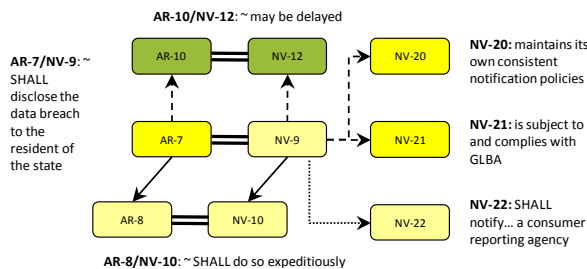 AR-10/NV-12: ~ may be delayed
AR-7/NV-9: ~
SHALL
disclose the
data breach
to the
resident of
the state
AR-10
NV-12
NV-20
NV-20: maintains its
own consistent
notification policies
AR-7
NV-9
NV-21
NV-21: is subject to
and complies with
GLBA
AR-8
NV-10
NV-22
NV-22: SHALL
notify... a consumer
reporting agency
AR-8/NV-10: ~ SHALL do so expeditiously